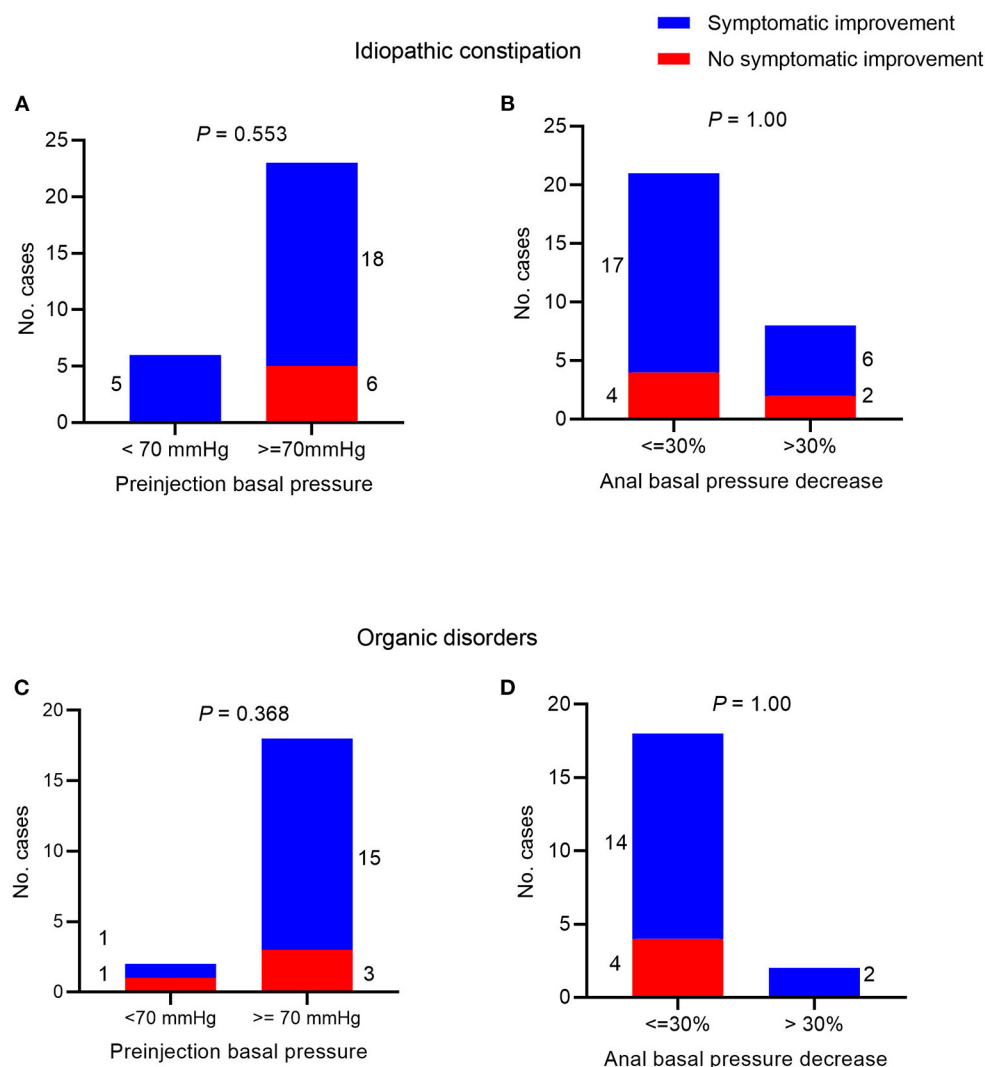 Symptomatic improvement
No symptomatic improvement
Idiopathic constipation
A
P = 0.553
25
20
15
10
5
0
No. cases
5
18
6
< 70 mmHg
>=70mmHg
Preinjection basal pressure
B
P = 1.00
25
20
15
10
5
0
No. cases
17
4
6
2
<=30%
>30%
Anal basal pressure decrease
Organic disorders
C
P = 0.368
20
15
10
5
0
No. cases
1
1
15
3
<70 mmHg
>= 70 mmHg
Preinjection basal pressure
D
P = 1.00
20
15
10
5
0
No. cases
14
4
2
<=30%
> 30%
Anal basal pressure decrease